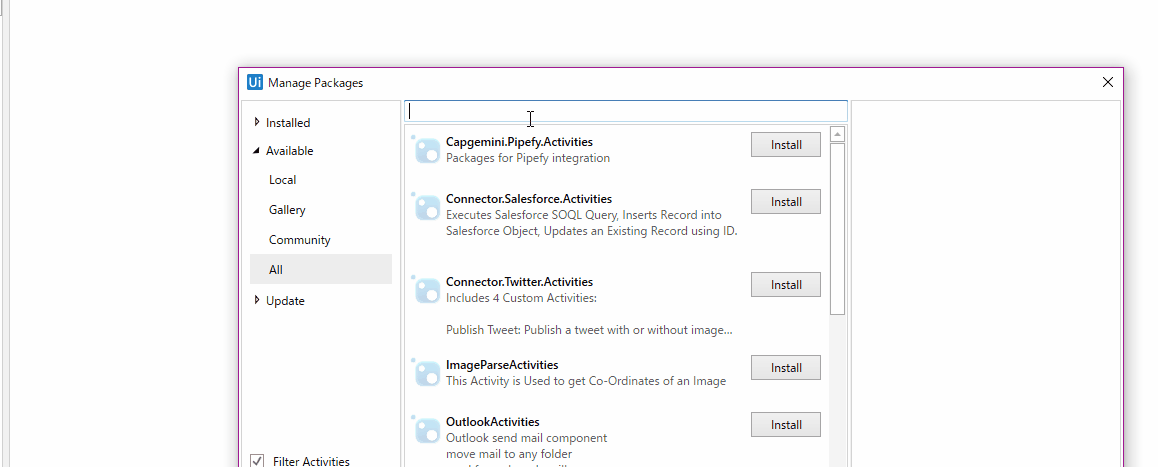 Ui Manage Packages
Installed
Available
Local
Gallery
Community
All
Update
Filter Activities
Capgemini.Pipefy.Activities
Packages for Pipefy integration
Install
Connector.Salesforce.Activities
Executes Salesforce SOQL Query, Inserts Record into
Salesforce Object, Updates an Existing Record using ID.
Install
Connector.Twitter.Activities
Includes 4 Custom Activities:
Publish Tweet: Publish a tweet with or without image...
Install
ImageParseActivities
This Activity is Used to get Co-Ordinates of an Image
Install
OutlookActivities
Outlook send mail component
move mail to any folder
Install